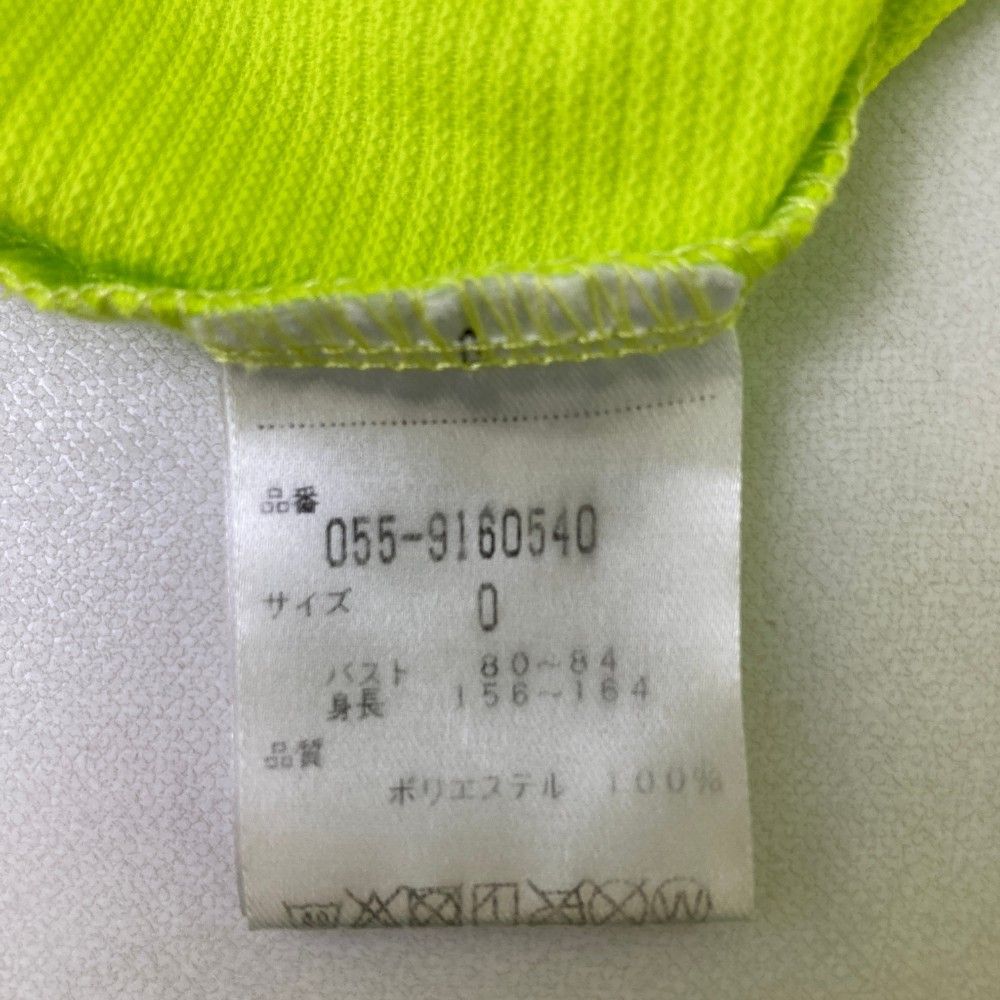 0
品番
055-9160540
サイズ 0
バスト 80~84
身長 156~164
品質
ポリエステル 100%